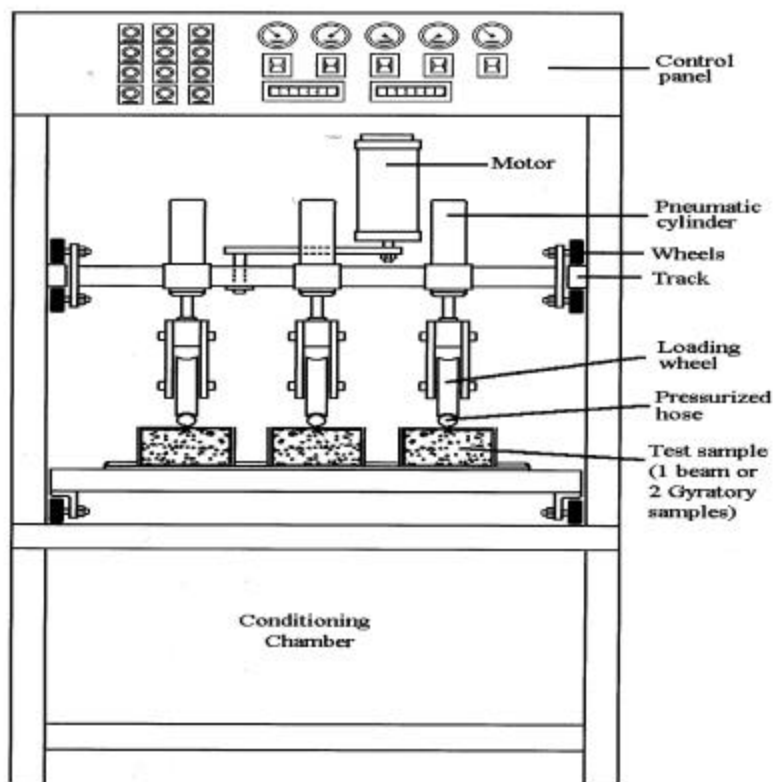 Control
panel
Motor
Pneumatic
cylinder
Wheels
Track
Loading
wheel
Pressurized
hose
Test sample
(1 beam or
2 Gyratory
samples)
Conditioning
Chamber